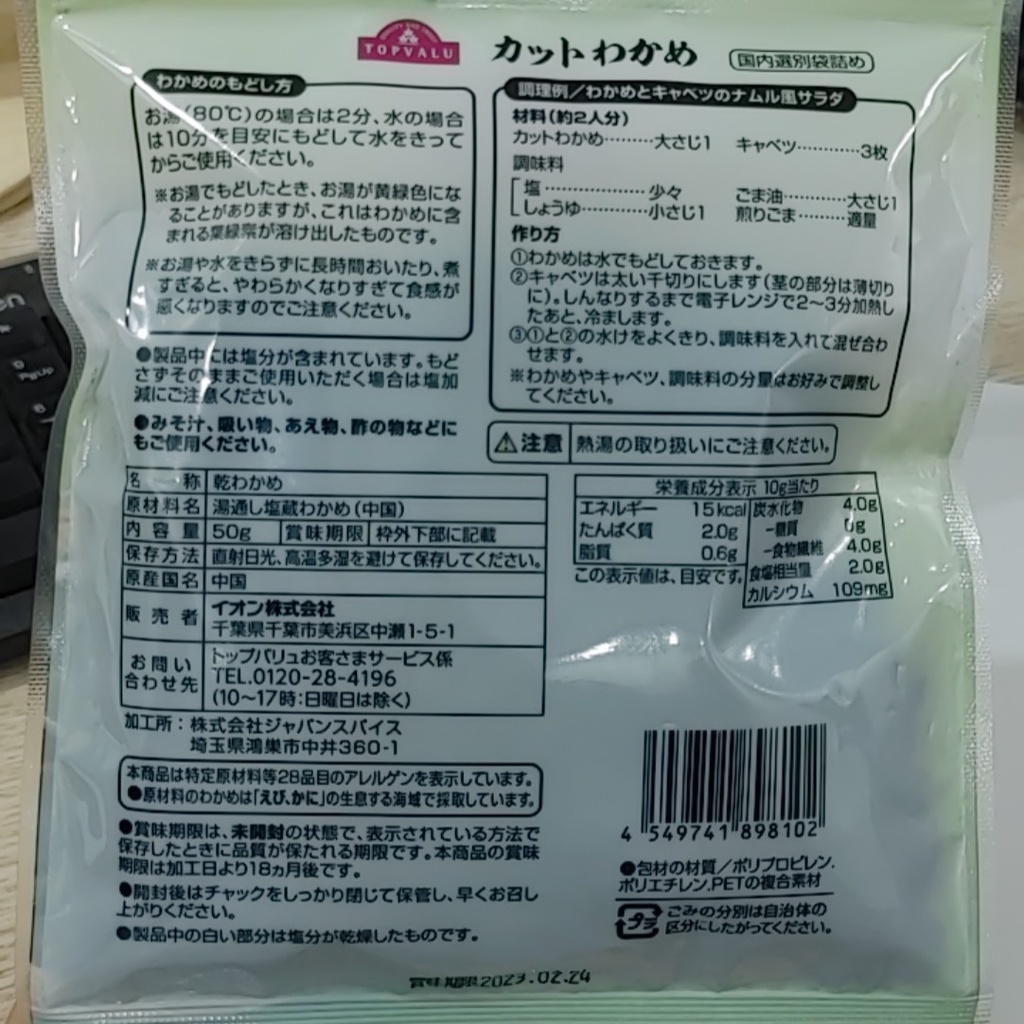 TOPVALU
カットわかめ
国内選別袋詰め
わかめのもどし方
お湯(80℃)の場合は2分、水の場合
は10分を目安にもどして水をきって
からご使用ください。
※お湯でもどしたとき、お湯が黄緑色にな
ることがありますが、これはわかめに含
まれる葉緑素が溶け出したものです。
※お湯や水をきらずに長時間おいたり、煮
すぎると、やわらかくなりすぎて食感が
悪くなりますのでご注意ください。
●製品中には塩分が含まれています。もど
さずそのままご使用いただく場合は塩加
減にご注意ください。
●みそ汁、吸い物、あえ物、酢の物などに
もご使用ください。
調理例/わかめとキャベツのナムル風サラダ
材料(約2人分)
カットわかめ………大さじ1 キャベツ…………3枚
調味料
塩………………少々 ごま油…………大さじ1
しょうゆ…………小さじ1 煎りごま………適量
作り方
①わかめは水でもどしておきます。
②キャベツは太い千切りにします(茎の部分は薄切り
に)。しんなりするまで電子レンジで2〜3分加熱し
たあと、冷まします。
③①と②の水けをよくきり、調味料を入れて混ぜ合わ
せます。
※わかめやキャベツ、調味料の分量はお好みで調整し
てください。
注意 熱湯の取り扱いにご注意ください。
名称 乾わかめ
原材料名 湯通し塩蔵わかめ(中国)
内容量 50g 賞味期限 枠外下部に記載
保存方法 直射日光、高温多湿を避けて保存してください。
原産国名 中国
販売者 イオン株式会社
千葉県千葉市美浜区中瀬1-5-1
お問い合わせ先 トップバリュお客さまサービス係
TEL.0120-28-4196
(10〜17時:日曜日は除く)
加工所:株式会社ジャパンスパイス
埼玉県鴻巣市中井360-1
栄養成分表示 10g当たり
エネルギー 15kcal
たんぱく質 2.0g
脂質 0.6g
炭水化物 4.0g
−糖質 0g
−食物繊維 4.0g
食塩相当量 2.0g
カルシウム 109mg
この表示値は、目安です。
本商品は特定原材料等28品目のアレルゲンを表示しています。
●原材料のわかめは「えび、かに」の生息する海域で採取しています。
●賞味期限は、未開封の状態で、表示されている方法で
保存したときに品質が保たれる期限です。本商品の賞味
期限は加工日より18ヵ月後です。
●開封後はチャックをしっかり閉じて保管し、早くお召し
上がりください。
●製品中の白い部分は塩分が乾燥したものです。
4 549741 898102
●包材の材質/ポリプロピレン、
ポリエチレン、PETの複合素材
プラ
ごみの分別は自治体の
区分にしたがってください。
賞味期限2023.02.24